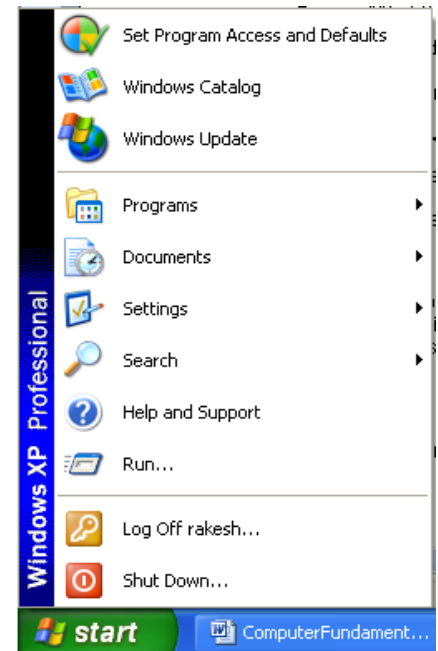 Set Program Access and Defaults
Windows Catalog
Windows Update
Programs
Documents
Settings
Search
Help and Support
Run...
Log Off rakesh...
Shut Down...
Windows XP Professional
start
ComputerFundament...